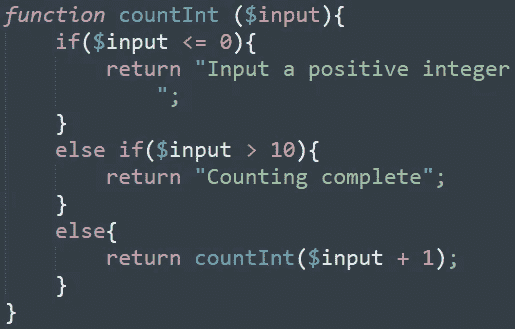 function countInt ($input){
    if($input <= 0){
        return "Input a positive integer
            ";
    }
    else if($input > 10){
        return "Counting complete";
    }
    else{
        return countInt($input + 1);
    }
}